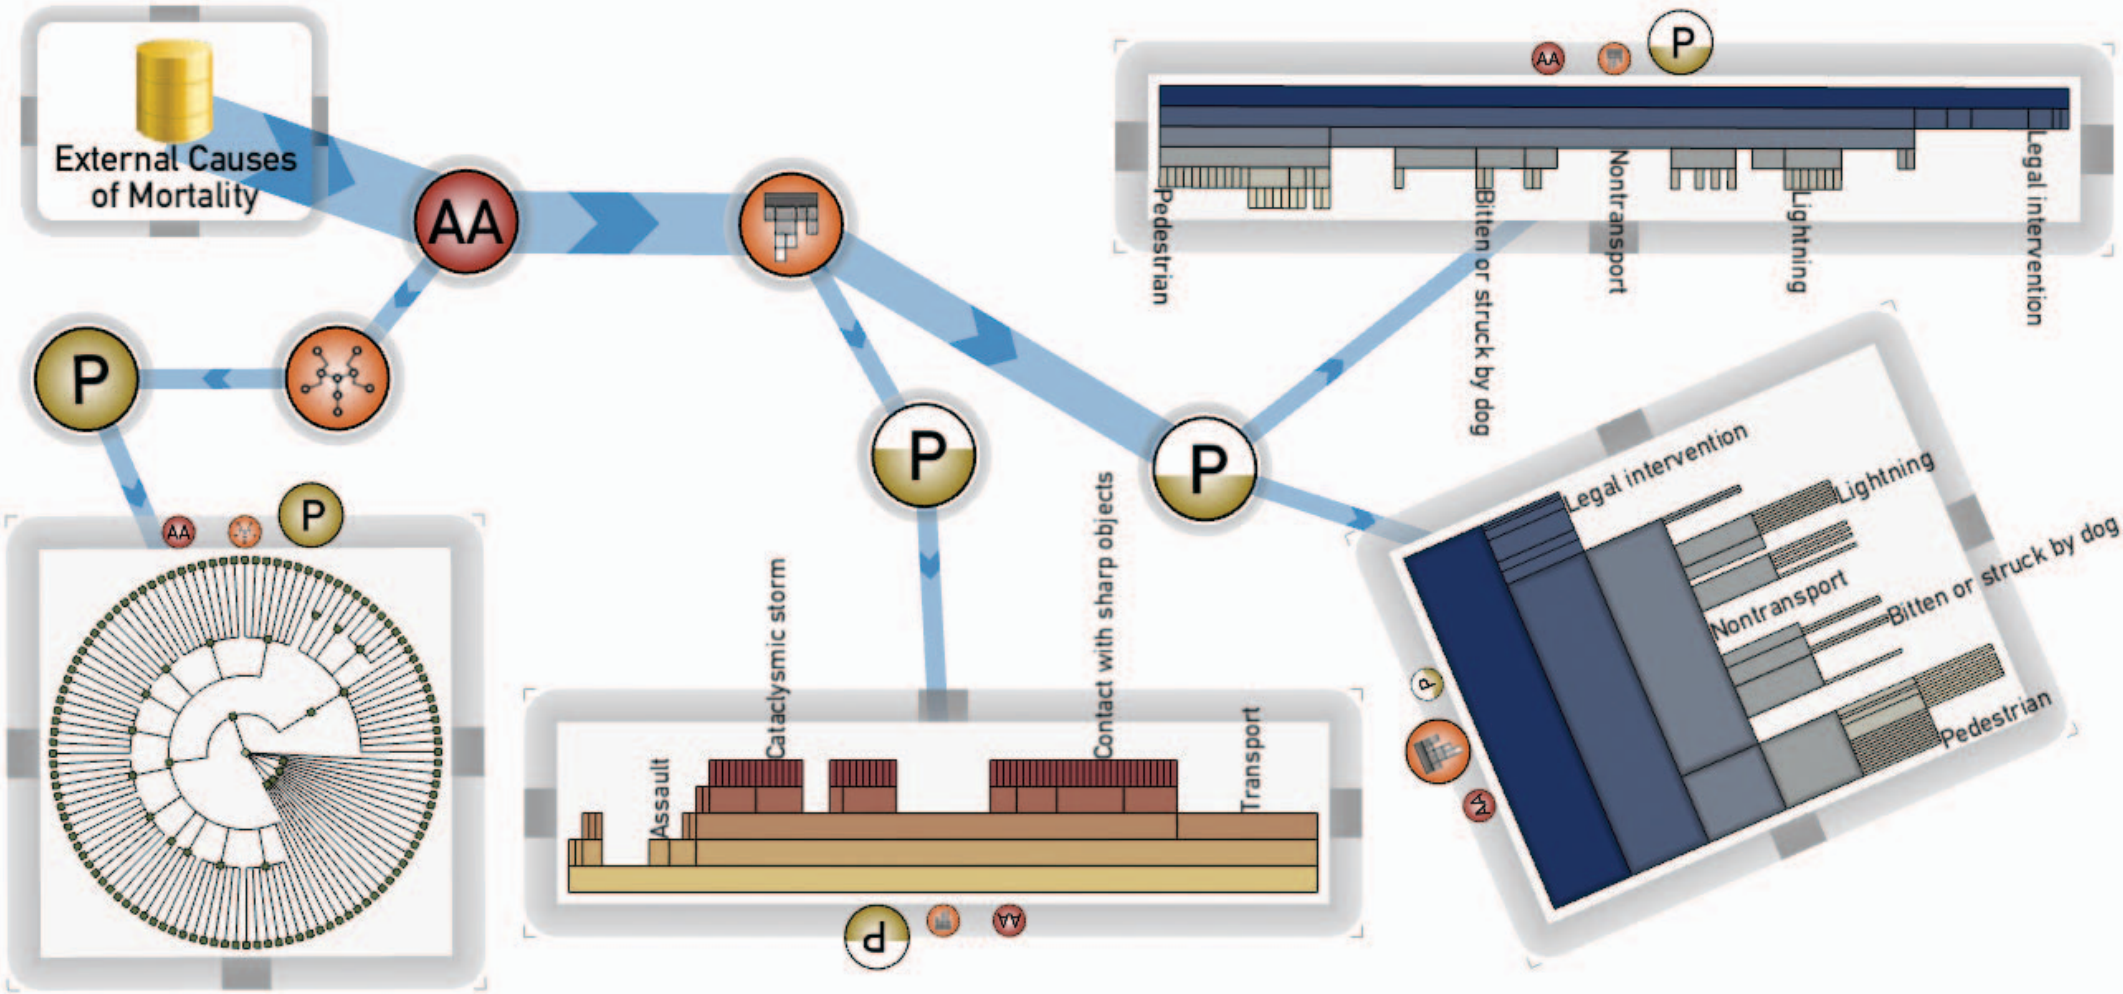 External Causes
of Mortality
AA
P
P
P
AA
P
AA
P
Pedestrian
Bitten or struck by dog
Nontransport
Lightning
Legal intervention
Legal intervention
Lightning
Nontransport
Bitten or struck by dog
Pedestrian
P
AA
Assault
Cataclysmic storm
Contact with sharp objects
Transport
P
AA